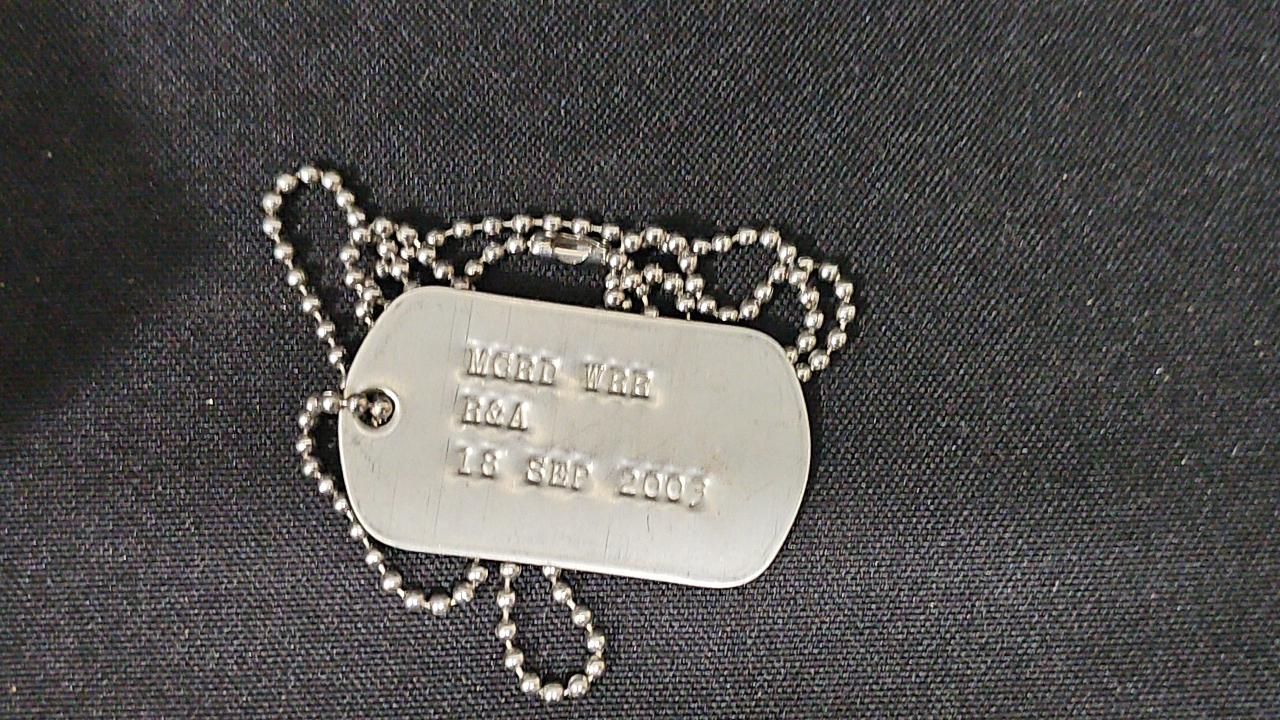 MCRD WRR
R&A
18 SEP 2003